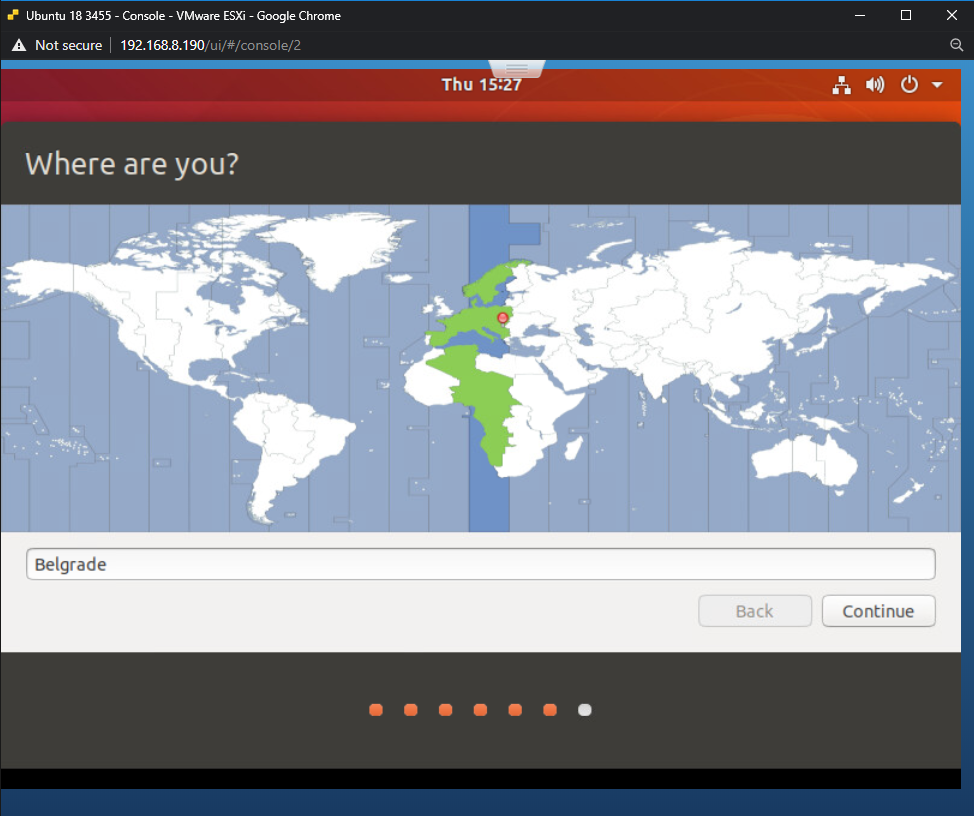 Ubuntu 18 3455 - Console - VMware ESXi - Google Chrome
Not secure | 192.168.8.190/ui/#/console/2
Thu 15:27
Where are you?
Belgrade
Back Continue